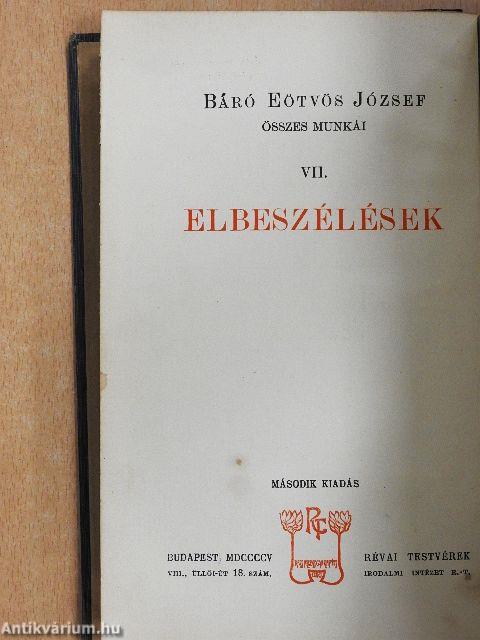 BÁRÓ EÖTVÖS JÓZSEF
ÖSSZES MUNKÁI
VII.
ELBESZÉLÉSEK
MÁSODIK KIADÁS
BUDAPEST MDCCCCV
VIII., ÜLLŐI-ÚT 18. SZÁM,
RÉVAI TESTVÉREK
IRODALMI INTÉZET R.-T.
Antikvárium.hu